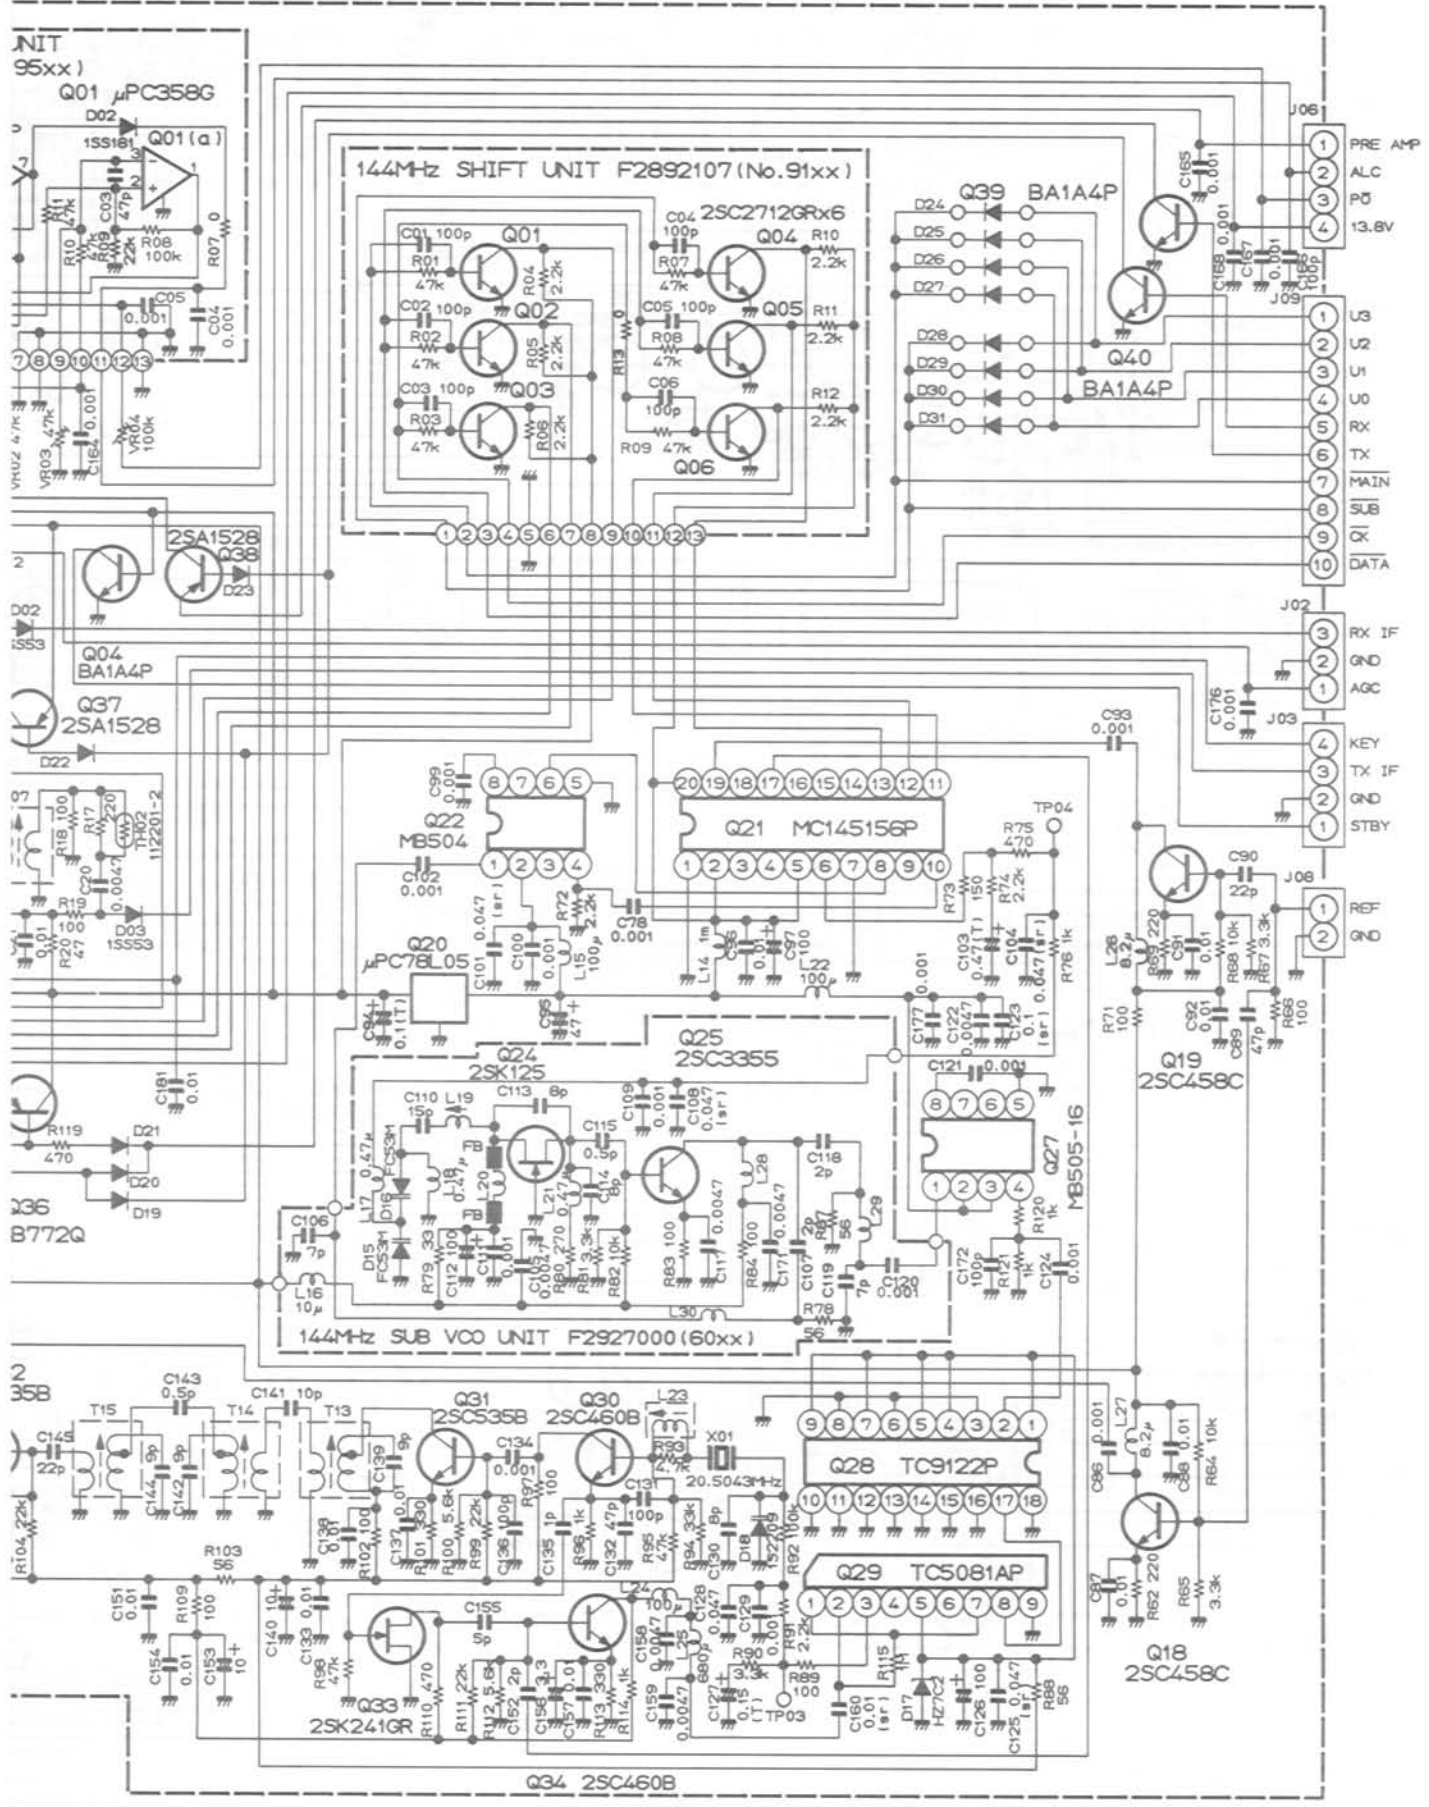 UNIT
95xx)
Q01 μPC358G
D02
1SS181
Q01(a)
7
3
2
1
R11
47k
R10
47k
C03
47p
R09
22k
R08
100k
R07
0
C05
0.001
C04
0.001
7 8 9 10 11 12 13
VR02 47k
VR03 47k
C164
0.001
VR04
100k
144MHz SHIFT UNIT F2892107(No.91xx)
2SC2712GRx6
C01 100p
R01
47k
Q01
R04
2.2k
C02 100p
R02
47k
Q02
R05
2.2k
C03 100p
R03
47k
Q03
R06
2.2k
C04
100p
R07
47k
Q04
R10
2.2k
C05 100p
R08
47k
Q05
R11
2.2k
R13 0
C06
100p
R09 47k
Q06
R12
2.2k
1 2 3 4 5 6 7 8 9 10 11 12 13
Q39 BA1A4P
D24
D25
D26
D27
D28
D29
D30
D31
Q40
BA1A4P
C165
0.001
C168 0.001
C167 0.001
C166
100p
J06
1 PRE AMP
2 ALC
3 PO
4 13.8V
J09
1 U3
2 U2
3 U1
4 U0
5 RX
6 TX
7 MAIN
8 SUB
9 QK
10 DATA
J02
3 RX IF
2 GND
1 AGC
C176
0.001
J03
4 KEY
3 TX IF
2 GND
1 STBY
J08
1 REF
2 GND
2SA1528
Q38
D23
2
D02
SS53
Q04
BA1A4P
Q37
2SA1528
D22
07
R18 100
R17
220
TH02
112201-2
C20
0.0047
R19
100
R20
47
0.01
D03
1SS53
C99
0.001
8 7 6 5
Q22
MB504
1 2 3 4
C102
0.001
R72
2.2k
C78
0.001
C101 0.047
(sr)
C100
0.001
L15
100μ
Q20
μPC78L05
C94
0.1(T)
C95
47
20 19 18 17 16 15 14 13 12 11
Q21 MC145156P
1 2 3 4 5 6 7 8 9 10
L14 1m
C96
0.01
C97
100
L22
100μ
R73
150
R74
2.2k
R75
470
TP04
C103
0.47(T)
C104
0.047(sr)
R76 1k
C93
0.001
C90
22p
L26
8.2μ
R69 220
C91
0.01
R68 10k
R67 3.3k
R71
100
C92
0.01
C89
47p
R66
100
Q19
2SC458C
C177
0.001
C122
0.0047
C123
0.1
(sr)
C121 0.001
8 7 6 5
Q27
MB505-16
1 2 3 4
R120
1k
C172
100p
R121
1k
C124
0.001
C181
0.01
R119
470
D21
D20
D19
Q36
B772Q
Q24
2SK125
Q25
2SC3355
C110
15p
L19
C113 8p
C109
0.001
C108
0.047
(sr)
C115
0.5p
L17
0.47μ
D16
FC53M
D15
FC53M
L18
0.47μ
FB
L20
FB
L21
0.47μ
C114
8p
R79 33
C112 100
C111
0.001
C105
0.0047
R80 270
R81 3.3k
R82 10k
R83 100
C117
0.0047
L28
R84 100
C171
0.0047
C107
2p
C118
2p
R87
56
L29
C119
7p
C120
0.001
R78
56
L30
C106
7p
L16
10μ
144MHz SUB VCO UNIT F2927000(60xx)
2
35B
C145
22p
T15
C143
0.5p
T14
C141 10p
T13
C144
9p
C142
9p
C139
9p
R104 22k
Q31
2SC535B
C134
0.001
Q30
2SC460B
L23
R93
4.7k
X01
20.5043MHz
C138
0.01
R102 100
C137
0.01
R101 330
R100 5.6k
R99 22k
C136 100p
R97
100
C135 1p
R96 1k
C132 47p
C131
100p
R95
47k
R94 33k
C130 8p
D18
R92 100k
9 8 7 6 5 4 3 2 1
Q28 TC9122P
10 11 12 13 14 15 16 17 18
Q29 TC5081AP
1 2 3 4 5 6 7 8 9
C86 0.001
L27
8.2μ
C88 0.01
R64 10k
C87
0.01
R62 220
R65
3.3k
Q18
2SC458C
R103
56
C151
0.01
R109
100
C154
0.01
C153
10
C140 10
C133 0.01
R98
47k
Q33
2SK241GR
C155
5p
R110 470
R111 22k
R112 5.6k
C152 2p
C156 3.3
C157 0.01
R113 330
R114 1k
L24
100μ
C158
0.0047
L25
680μ
C159
0.0047
C128
0.047
C129
0.001
R91
2.2k
R90
3.3k
R89
100
C127
0.15
(T)
TP03
C160
0.01
(sr)
R115
1M
D17
HZ7C2
C126 100
C125 0.047
(sr)
R88
56
Q34 2SC460B